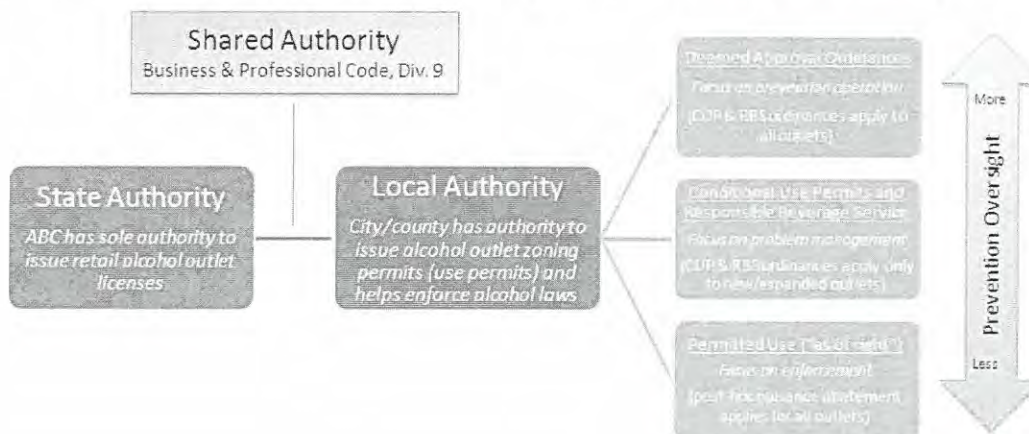 Shared Authority
Business & Professional Code, Div. 9
State Authority
ABC has sole authority to
issue retail alcohol outlet
licenses
Local Authority
City/county has authority to
issue alcohol outlet zoning
permits (use permits) and
helps enforce alcohol laws
Deemed Approval Ordinances
Focus on prevention operation
(CUP & RBS ordinances apply to
all outlets)
Conditional Use Permits and
Responsible Beverage Service
Focus on problem management
(CUP & RBS ordinances apply only
to new/expanded outlets)
Permitted Use ("as of right")
Focus on enforcement
(post-hoc nuisance abatement
applies to all outlets)
More
Prevention Oversight
Less